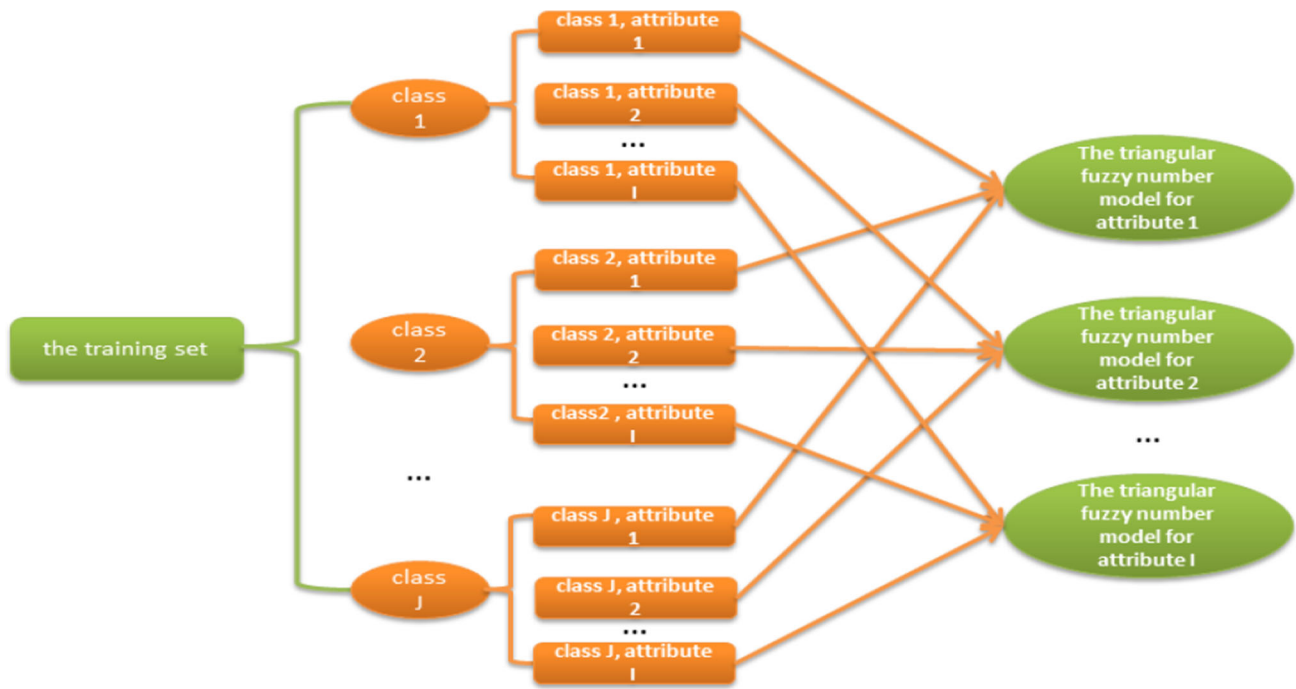 the training set
class
1
class
2
...
class
J
class 1, attribute
1
class 1, attribute
2
...
class 1, attribute
I
class 2, attribute
1
class 2, attribute
2
...
class2 , attribute
I
class J , attribute
1
class J, attribute
2
...
class J, attribute
I
The triangular
fuzzy number
model for
attribute 1
The triangular
fuzzy number
model for
attribute 2
...
The triangular
fuzzy number
model for
attribute I